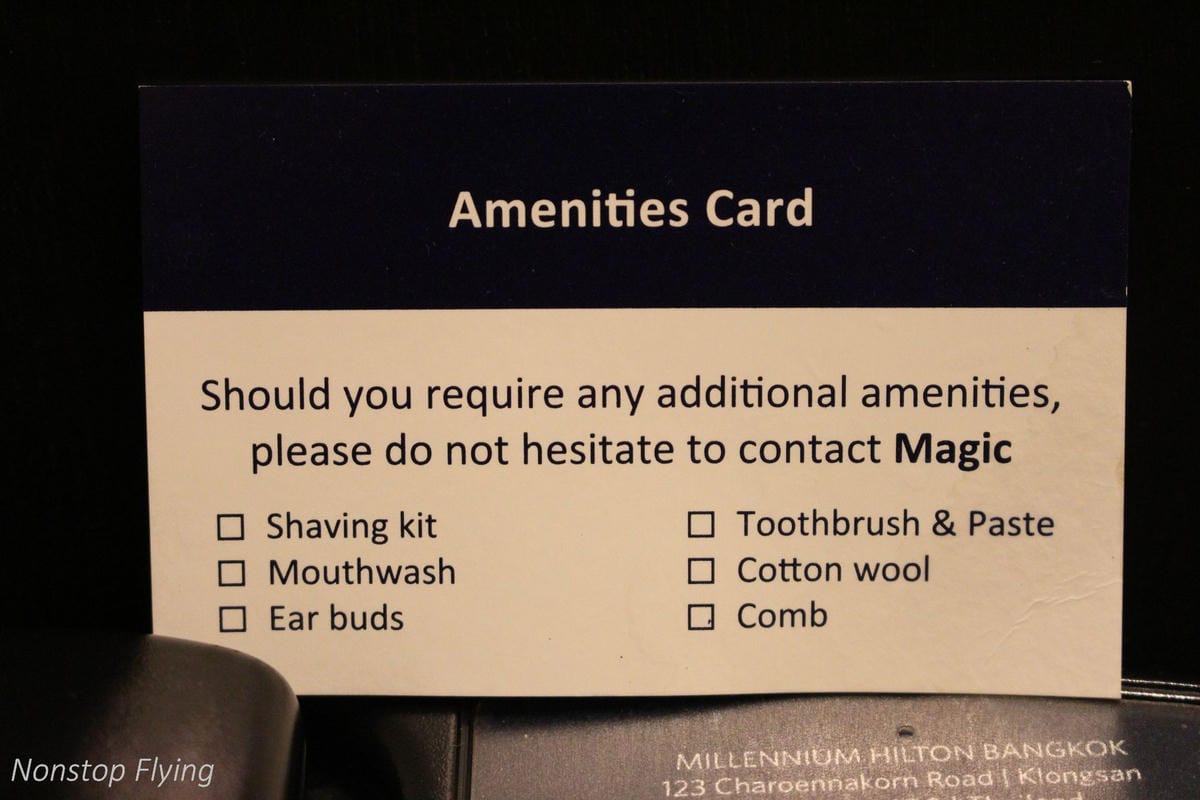 Amenities Card
Should you require any additional amenities,
please do not hesitate to contact Magic
☐ Shaving kit
☐ Mouthwash
☐ Ear buds
☐ Toothbrush & Paste
☐ Cotton wool
☐ Comb
MILLENNIUM HILTON BANGKOK
123 Charoennakorn Road | Klongsan
Nonstop Flying